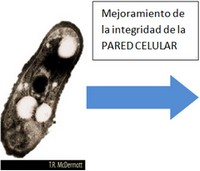 Mejoramiento de
la integridad de la
PARED CELULAR
T.R. McDermott